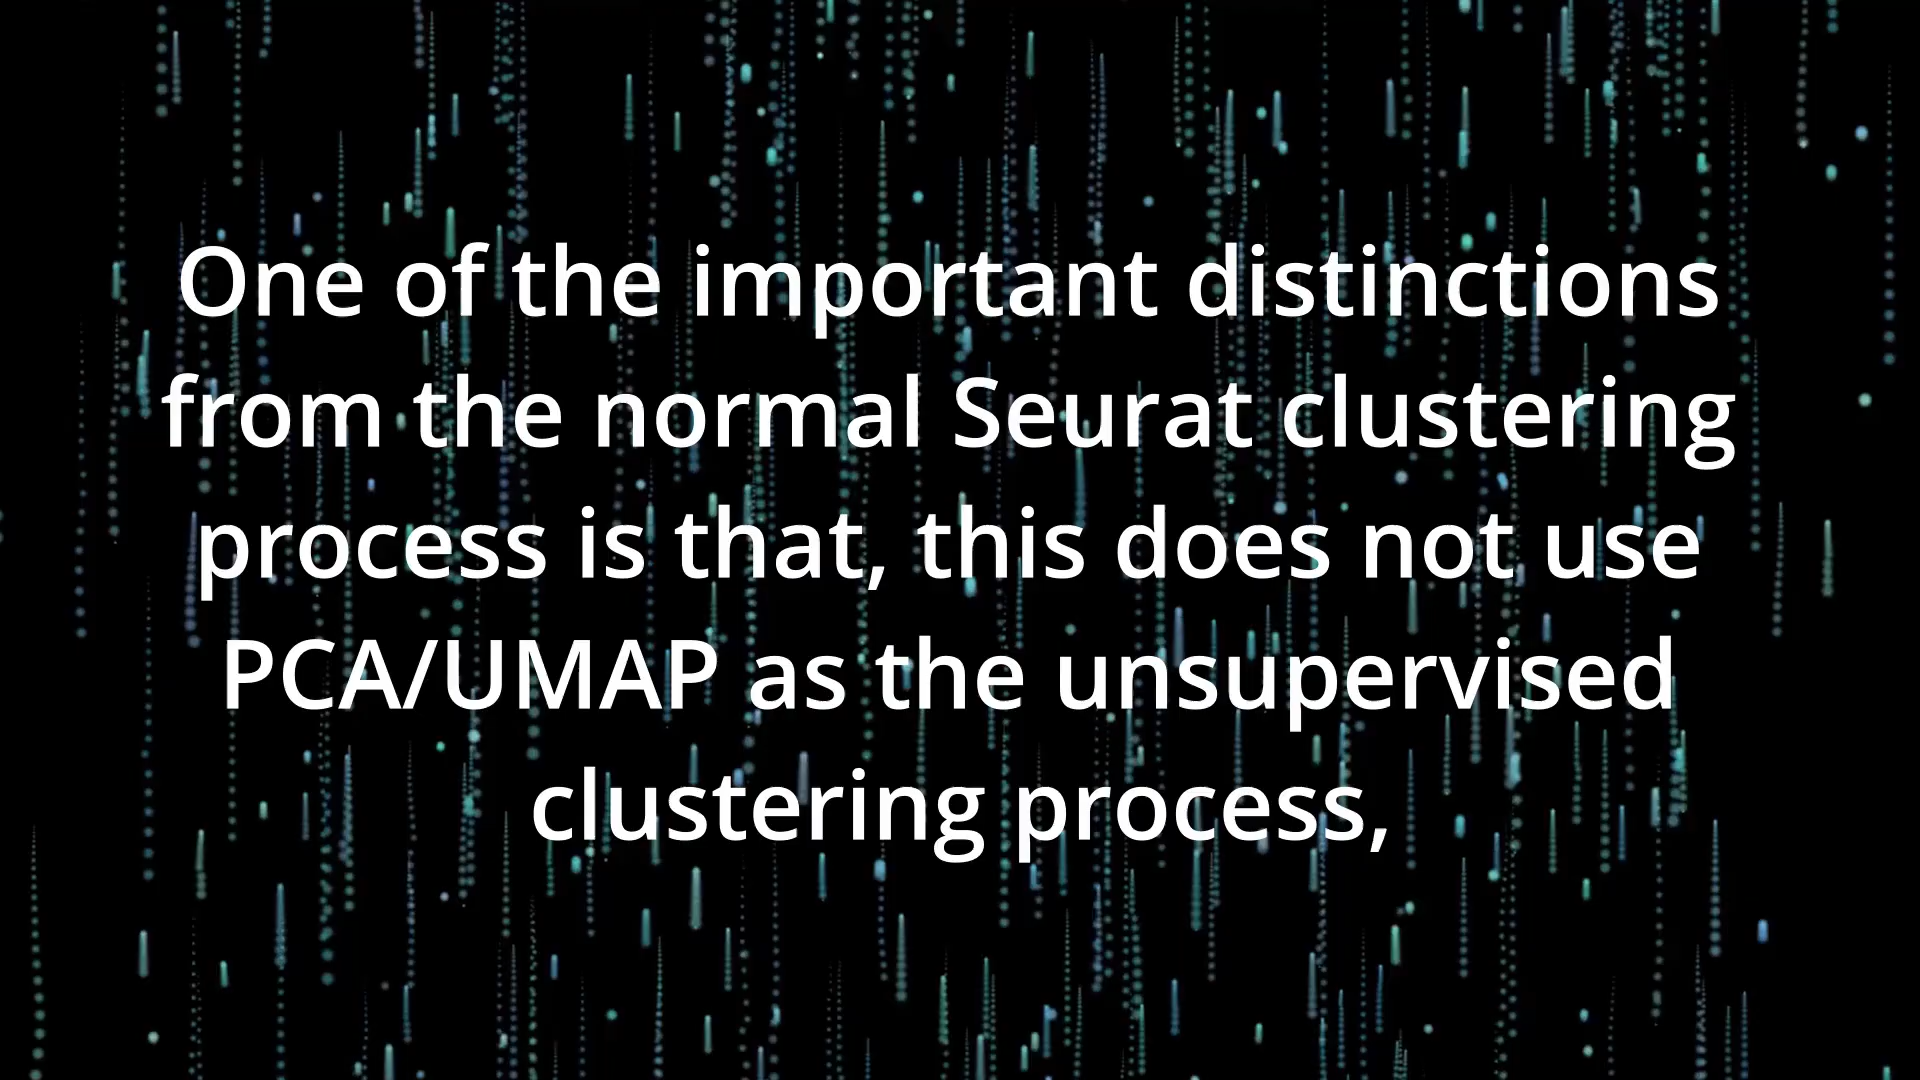 One of the important distinctions
from the normal Seurat clustering
process is that, this does not use
PCA/UMAP as the unsupervised
clustering process,